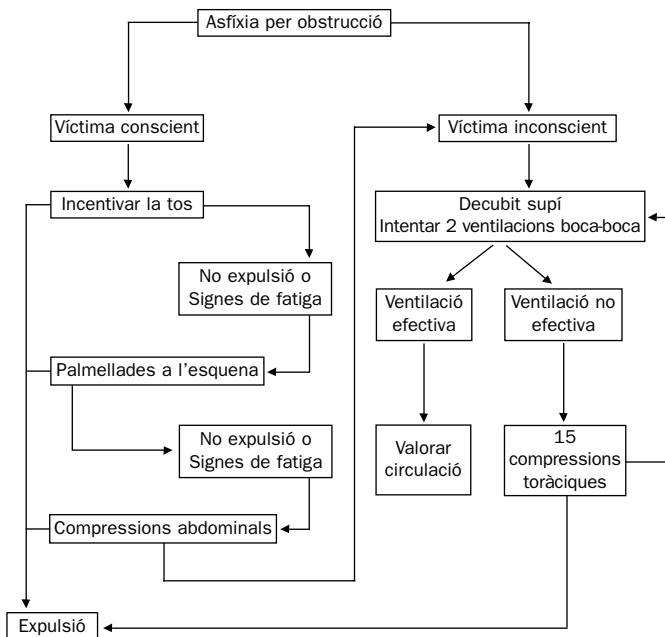 Asfíxia per obstrucció
Víctima conscient
Víctima inconscient
Incentivar la tos
Decubit supí
Intentar 2 ventilacions boca-boca
No expulsió o
Signes de fatiga
Ventilació
efectiva
Ventilació no
efectiva
Palmellades a l'esquena
No expulsió o
Signes de fatiga
Valorar
circulació
15
compressions
toràciques
Compressions abdominals
Expulsió